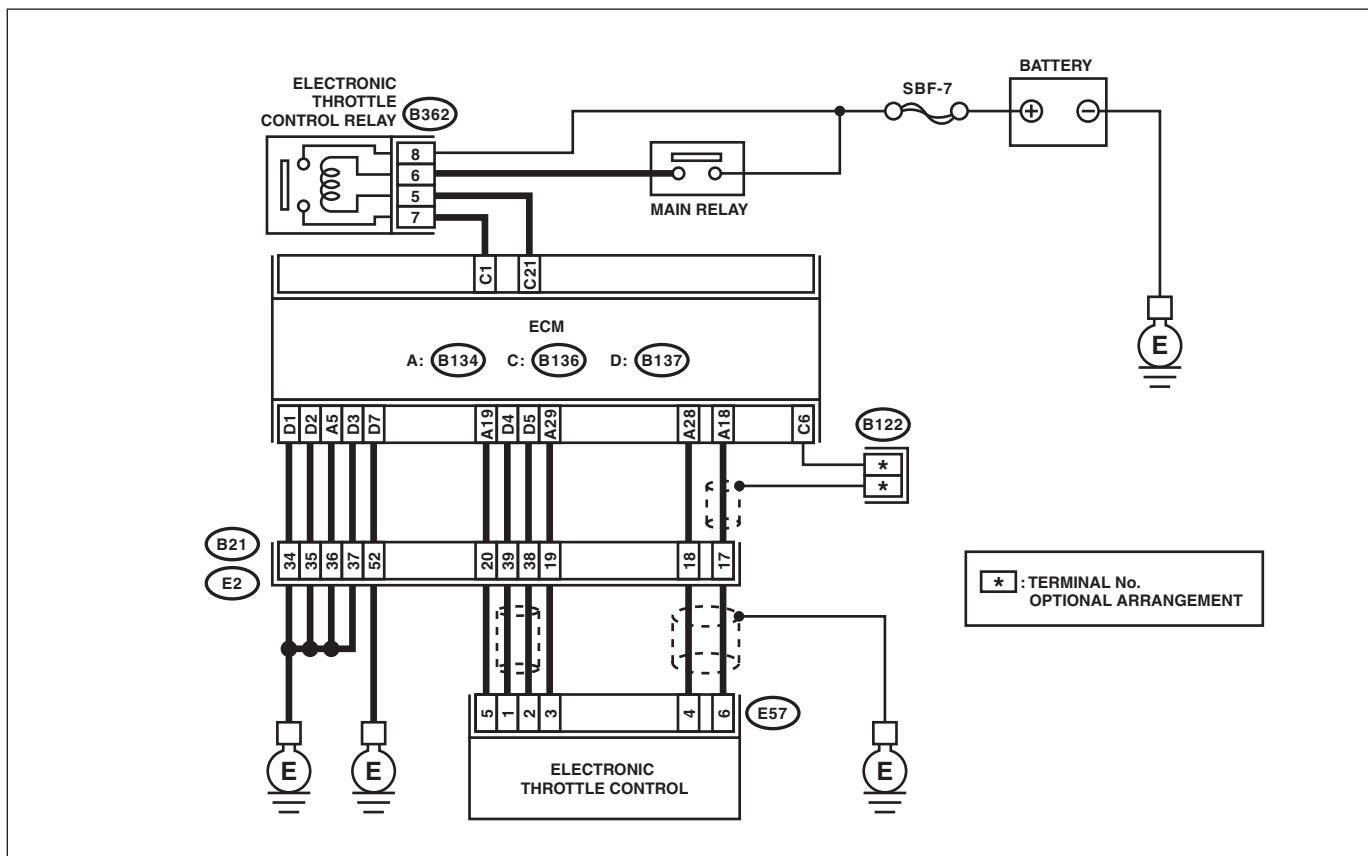 BATTERY
SBF-7
+
−
ELECTRONIC
THROTTLE
CONTROL RELAY
B362
8
6
5
7
MAIN RELAY
E
C1
C21
ECM
A: B134 C: B136 D: B137
D1
D2
A5
D3
D7
A19
D4
D5
A29
A28
A18
C6
B122
*
*
B21
E2
34
35
36
37
52
20
39
38
19
18
17
* : TERMINAL No.
OPTIONAL ARRANGEMENT
5
1
2
3
4
6
E57
ELECTRONIC
THROTTLE CONTROL
E
E
E